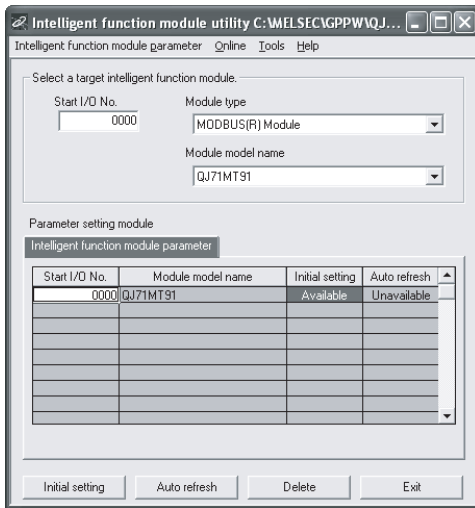 Intelligent function module utility C:\MELSEC\GPPW\QJ...
Intelligent function module parameter Online Tools Help
Select a target intelligent function module.
Start I/O No. Module type
0000 MODBUS(R) Module
Module model name
QJ71MT91
Parameter setting module
Intelligent function module parameter
Start I/O No. Module model name Initial setting Auto refresh
0000 QJ71MT91 Available Unavailable
Initial setting Auto refresh Delete Exit